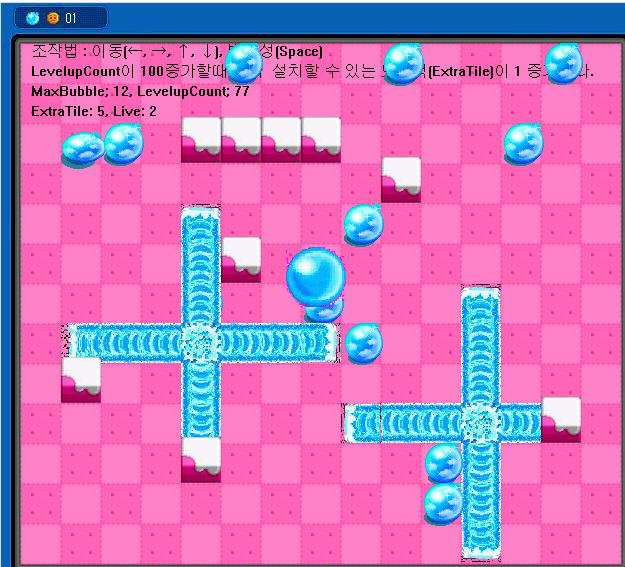 01
조작법 : 이동(←, →, ↑, ↓), 성(Space)
LevelupCount이 100증가할때 설치할 수 있는 (ExtraTile)이 1
MaxBubble; 12, LevelupCount; 77
ExtraTile: 5, Live: 2